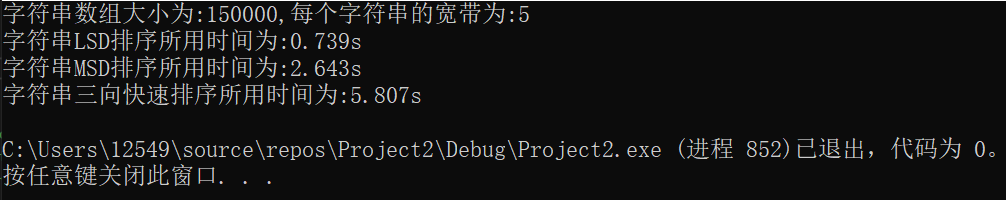 字符串数组大小为:150000,每个字符串的宽带为:5
字符串LSD排序所用时间为:0.739s
字符串MSD排序所用时间为:2.643s
字符串三向快速排序所用时间为:5.807s
C:\Users\12549\source\repos\Project2\Debug\Project2.exe (进程 852)已退出，代码为 0。
按任意键关闭此窗口. . .